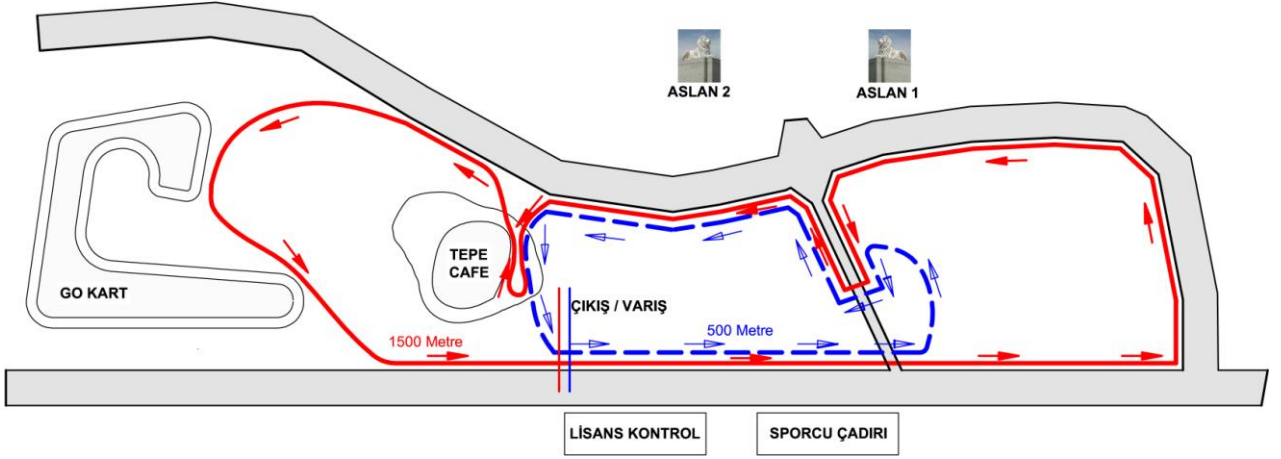 ASLAN 2
ASLAN 1
TEPE
CAFE
GO KART
ÇIKIŞ / VARIŞ
500 Metre
1500 Metre
LİSANS KONTROL
SPORCU ÇADIRI